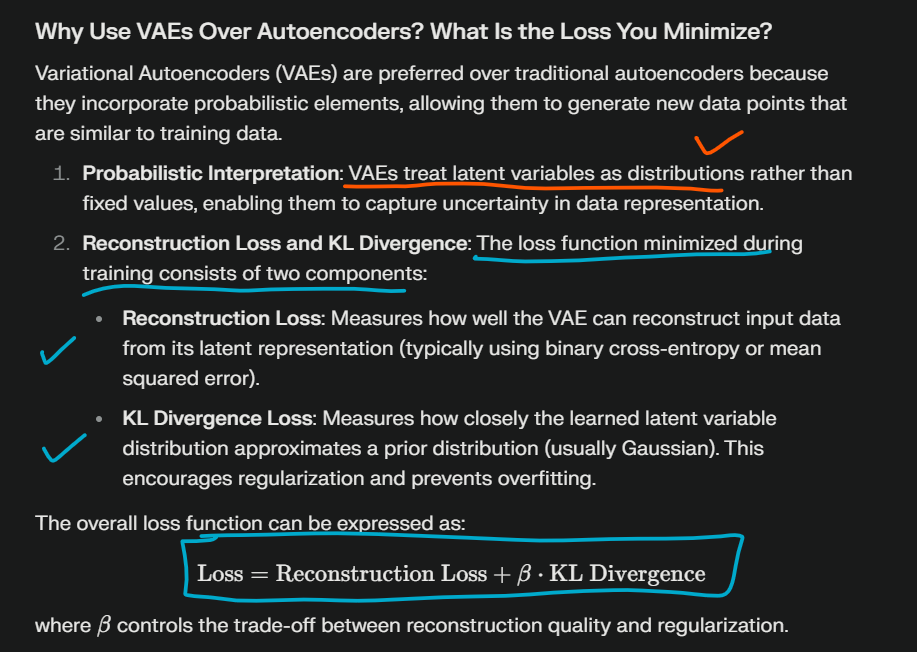 Why Use VAEs Over Autoencoders? What Is the Loss You Minimize?
Variational Autoencoders (VAEs) are preferred over traditional autoencoders because
they incorporate probabilistic elements, allowing them to generate new data points that
are similar to training data.
1. Probabilistic Interpretation: VAEs treat latent variables as distributions rather than
fixed values, enabling them to capture uncertainty in data representation.
2. Reconstruction Loss and KL Divergence: The loss function minimized during
training consists of two components:
• Reconstruction Loss: Measures how well the VAE can reconstruct input data
from its latent representation (typically using binary cross-entropy or mean
squared error).
• KL Divergence Loss: Measures how closely the learned latent variable
distribution approximates a prior distribution (usually Gaussian). This
encourages regularization and prevents overfitting.
The overall loss function can be expressed as:
Loss = Reconstruction Loss + β · KL Divergence
where β controls the trade-off between reconstruction quality and regularization.